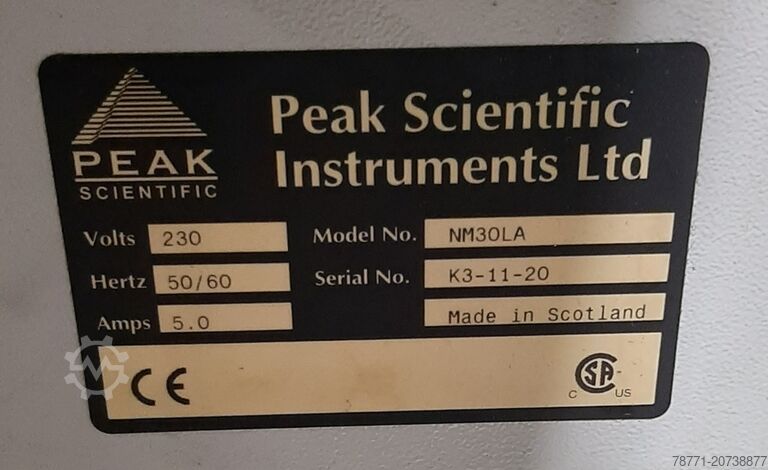 PEAK
SCIENTIFIC
Peak Scientific
Instruments Ltd
Volts 230
Model No. NM30LA
Hertz 50/60
Serial No. K3-11-20
Amps 5.0
Made in Scotland
CE
C SA US
78771-20738877